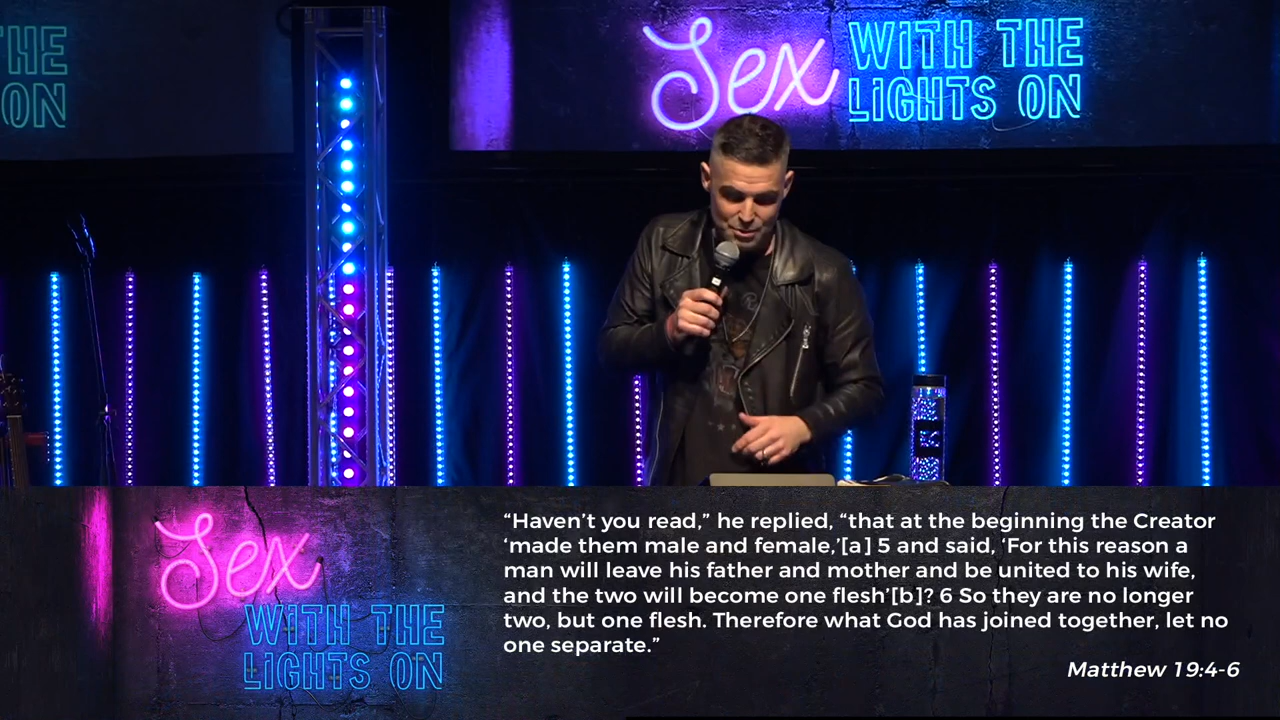 THE
ON
Sex WITH THE
LIGHTS ON
Sex
WITH THE
LIGHTS ON
“Haven’t you read,” he replied, “that at the beginning the Creator
‘made them male and female,’[a] 5 and said, ‘For this reason a
man will leave his father and mother and be united to his wife,
and the two will become one flesh’[b]? 6 So they are no longer
two, but one flesh. Therefore what God has joined together, let no
one separate.”
Matthew 19:4-6